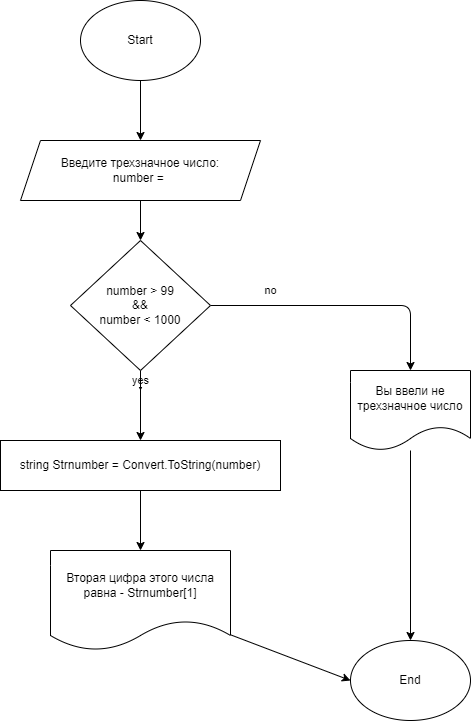 Start
Введите трехзначное число:
number =
number > 99
&&
number < 1000
no
yes
Вы ввели не
трехзначное число
string Strnumber = Convert.ToString(number)
Вторая цифра этого числа
равна - Strnumber[1]
End